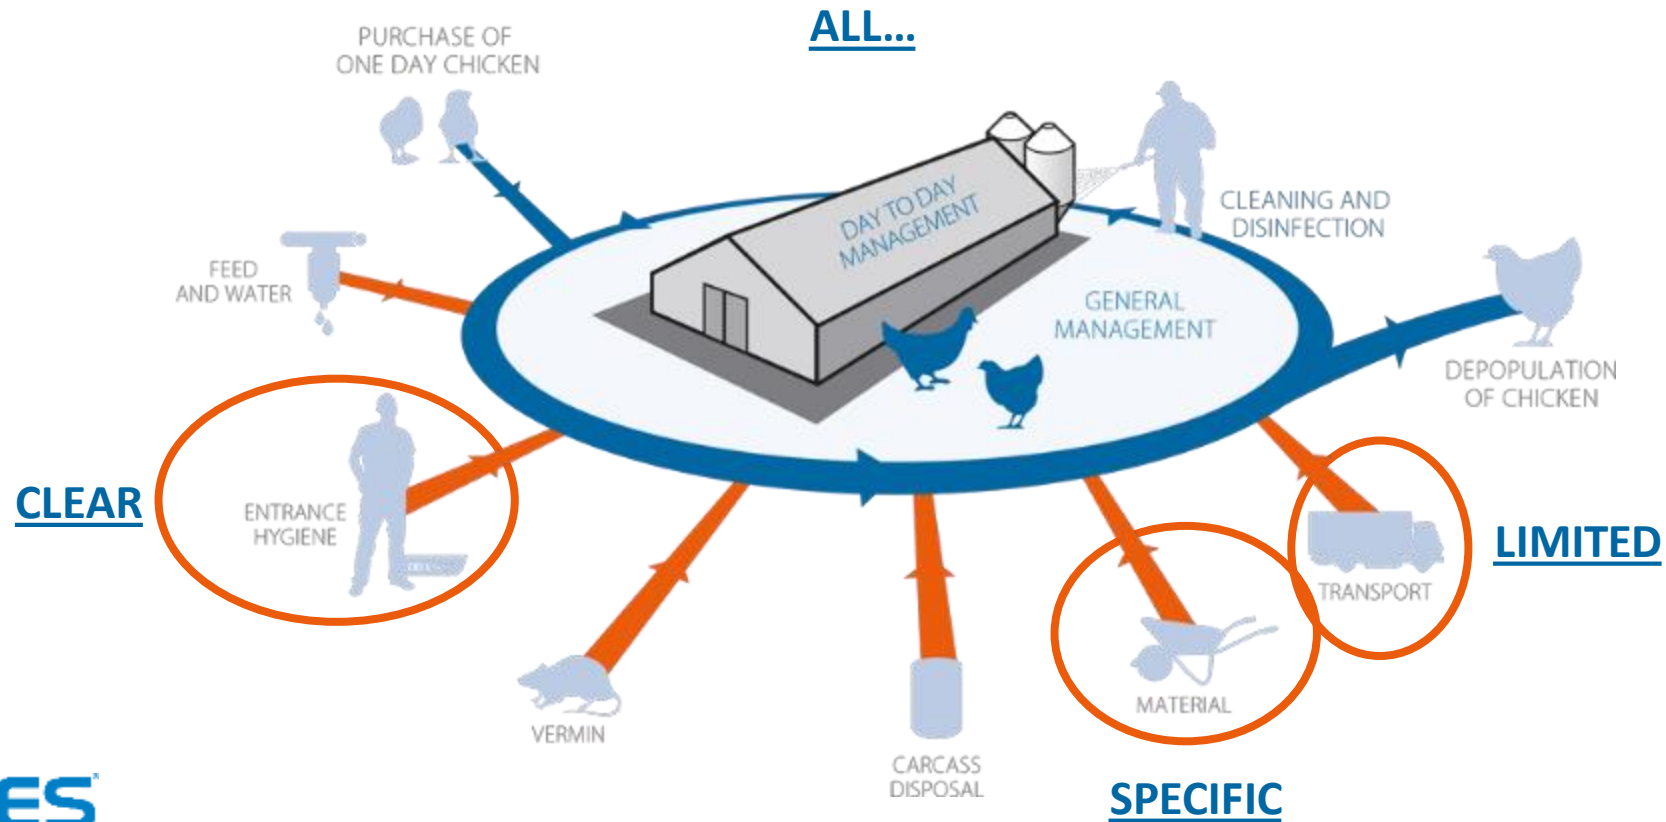 ALL...
PURCHASE OF
ONE DAY CHICKEN
DAY TO DAY
MANAGEMENT
CLEANING AND
DISINFECTION
FEED
AND WATER
GENERAL
MANAGEMENT
DEPOPULATION
OF CHICKEN
CLEAR
ENTRANCE
HYGIENE
LIMITED
TRANSPORT
MATERIAL
VERMIN
CARCASS
DISPOSAL
SPECIFIC
ES